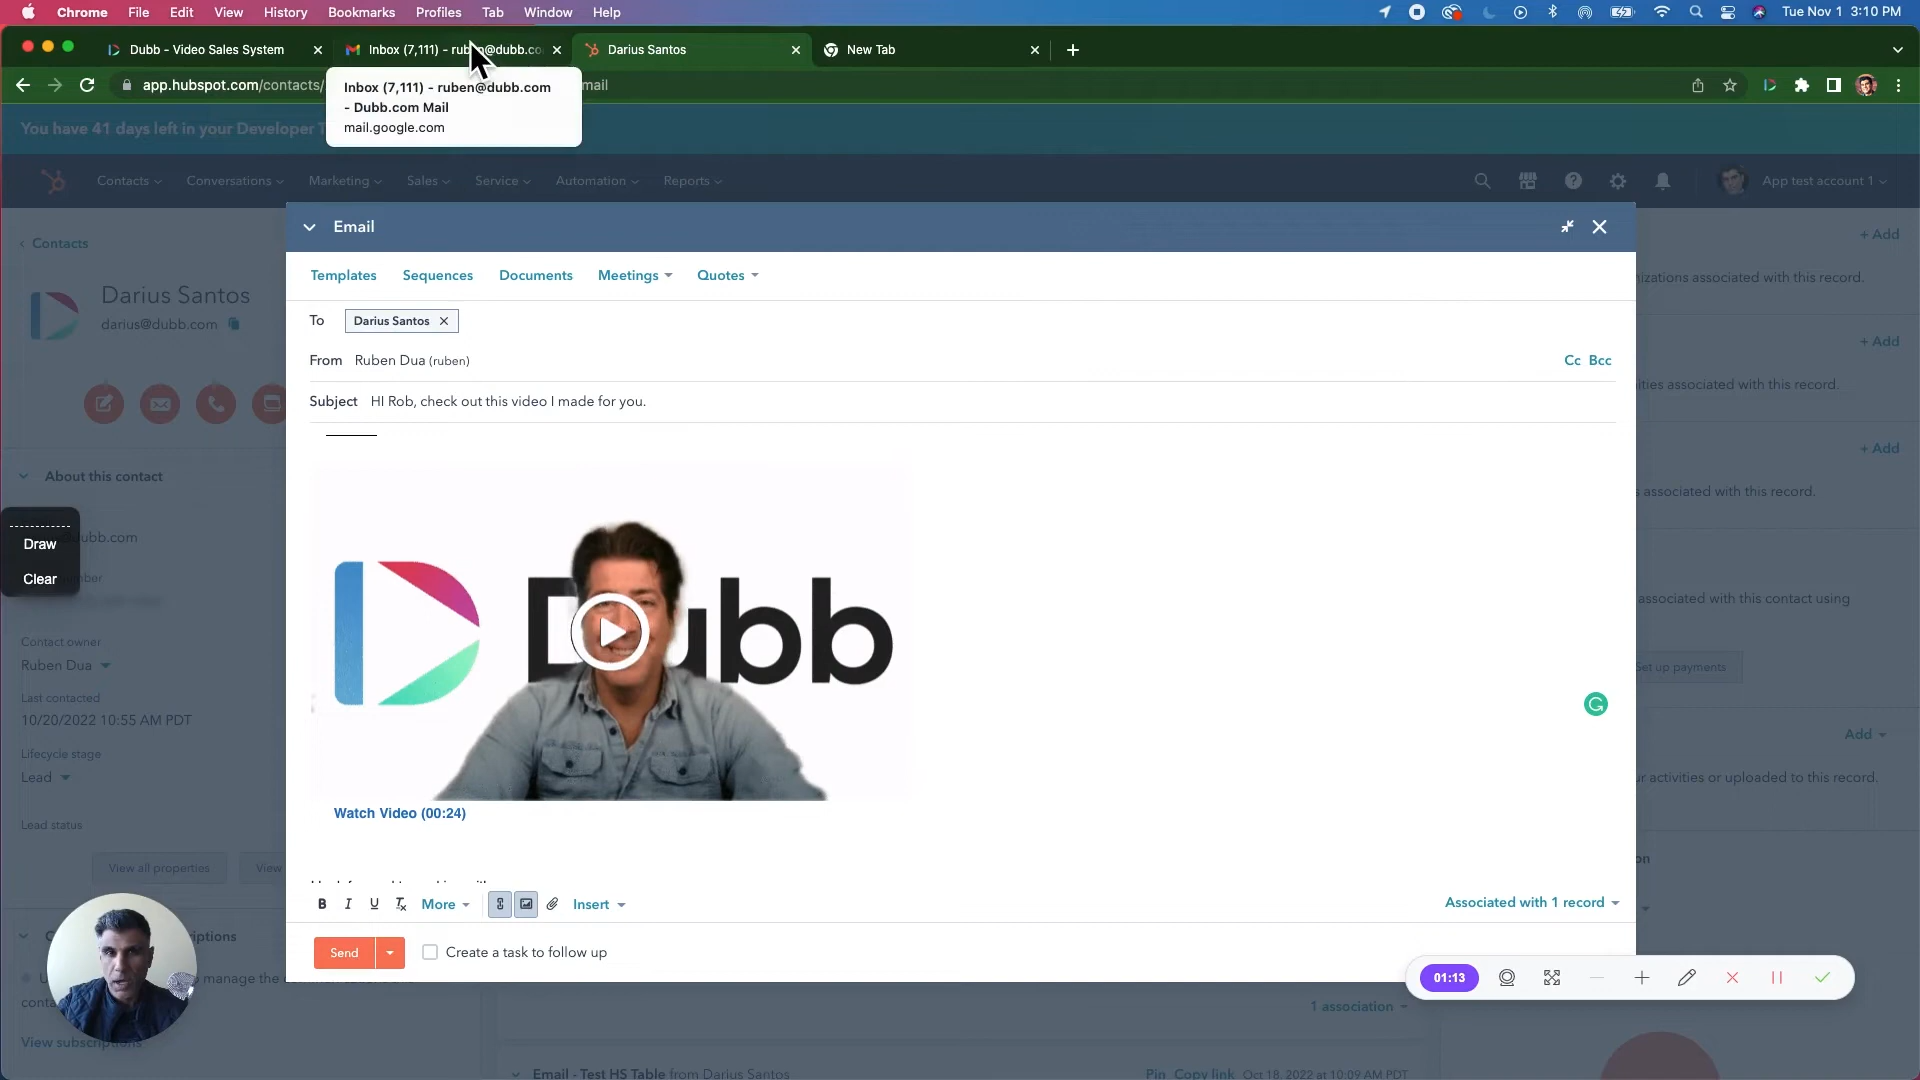 Chrome File Edit View History Bookmarks Profiles Tab Window Help Tue Nov 1 3:10 PM
Dubb - Video Sales System Inbox (7,111) - ruben@dubb.co Darius Santos New Tab
app.hubspot.com/contacts/ mail
Inbox (7,111) - ruben@dubb.com
- Dubb.com Mail
mail.google.com
You have 41 days left in your Developer T
Contacts Conversations Marketing Sales Service Automation Reports App test account 1
Email
Contacts
+ Add
Templates Sequences Documents Meetings Quotes
nizations associated with this record.
Darius Santos
darius@dubb.com
To Darius Santos
+ Add
From Ruben Dua (ruben) Cc Bcc
ities associated with this record.
Subject HI Rob, check out this video I made for you.
+ Add
About this contact
s associated with this record.
Draw
Clear
ubb.com
Contact owner
Ruben Dua
Last contacted
10/20/2022 10:55 AM PDT
Lifecycle stage
Lead
Lead status
Dubb
associated with this contact using
Set up payments
Add
ur activities or uploaded to this record.
Watch Video (00:24)
View all properties View
B I U Tx More Insert Associated with 1 record
Send Create a task to follow up
01:13
View subscriptions
1 association
Email - Test HS Table from Darius Santos Pin Copy link Oct 18, 2022 at 10:09 AM PDT